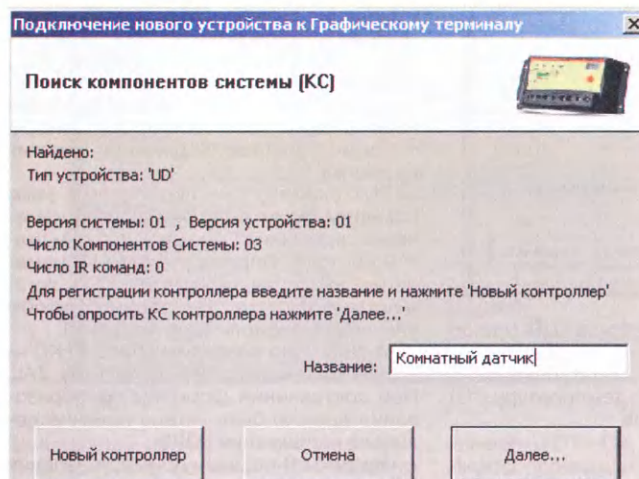 Подключение нового устройства к Графическому терминалу
Поиск компонентов системы (КС)
Найдено:
Тип устройства: 'UD'
Версия системы: 01 , Версия устройства: 01
Число Компонентов Системы: 03
Число IR команд: 0
Для регистрации контроллера введите название и нажмите 'Новый контроллер'
Чтобы опросить КС контроллера нажмите 'Далее...'
Название: Комнатный датчик
Новый контроллер Отмена Далее...